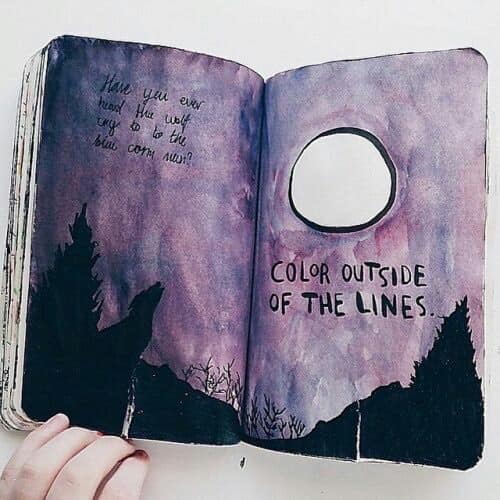 Have you ever
heard the wolf
cry to to the
blue corn moon?
COLOR OUTSIDE
OF THE LINES.